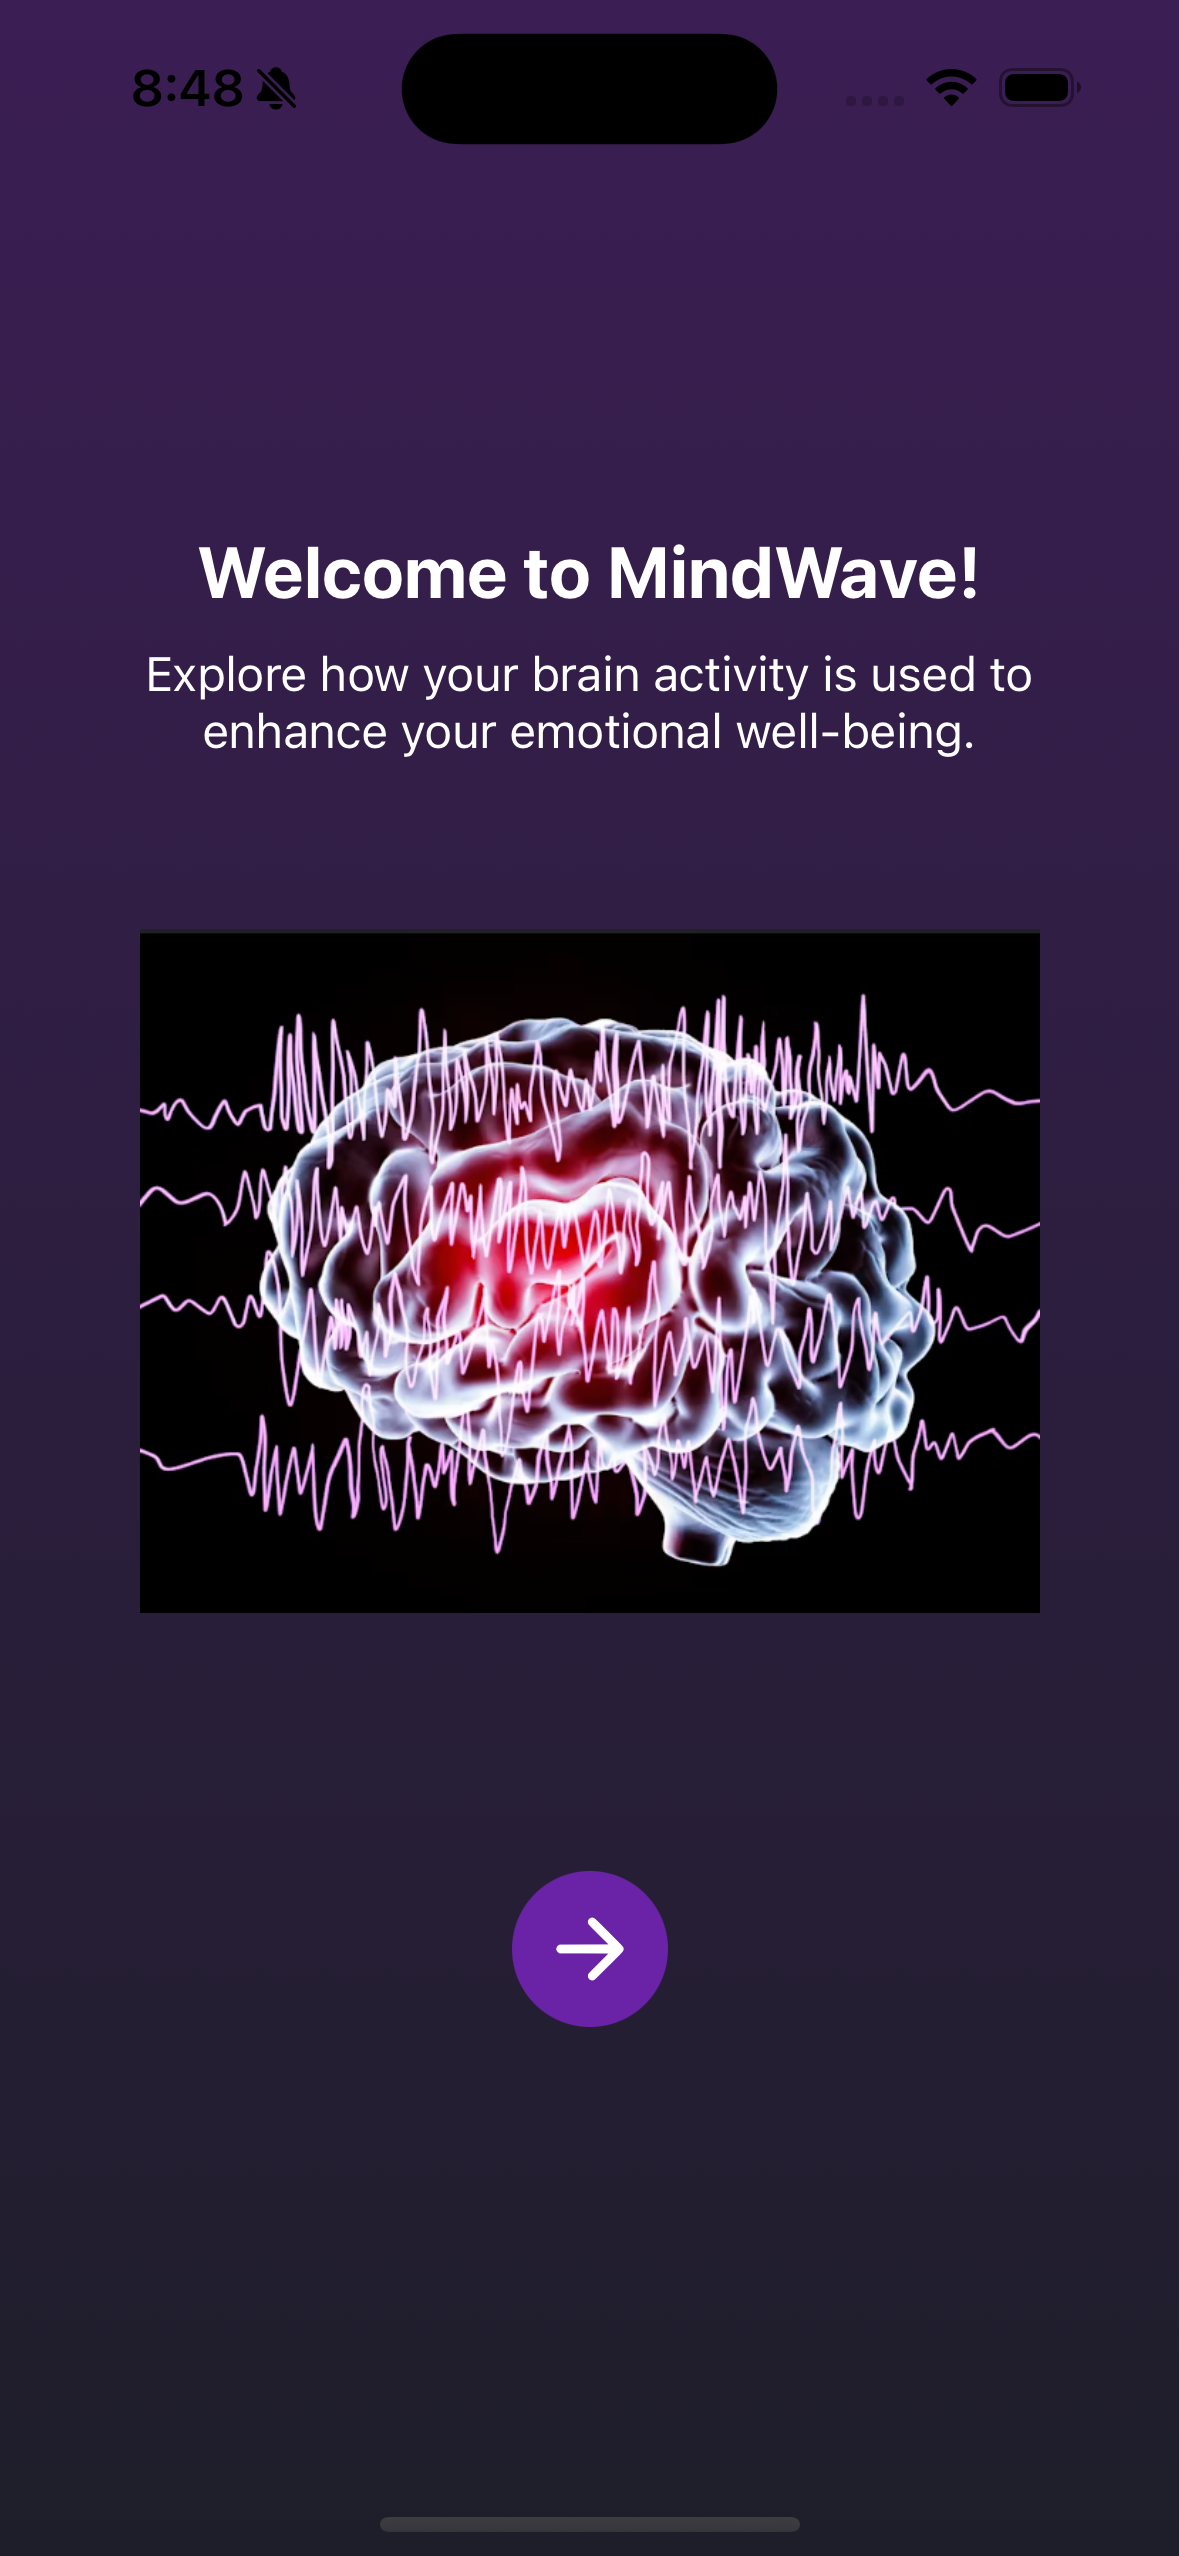 8:48
Welcome to MindWave!
Explore how your brain activity is used to
enhance your emotional well-being.